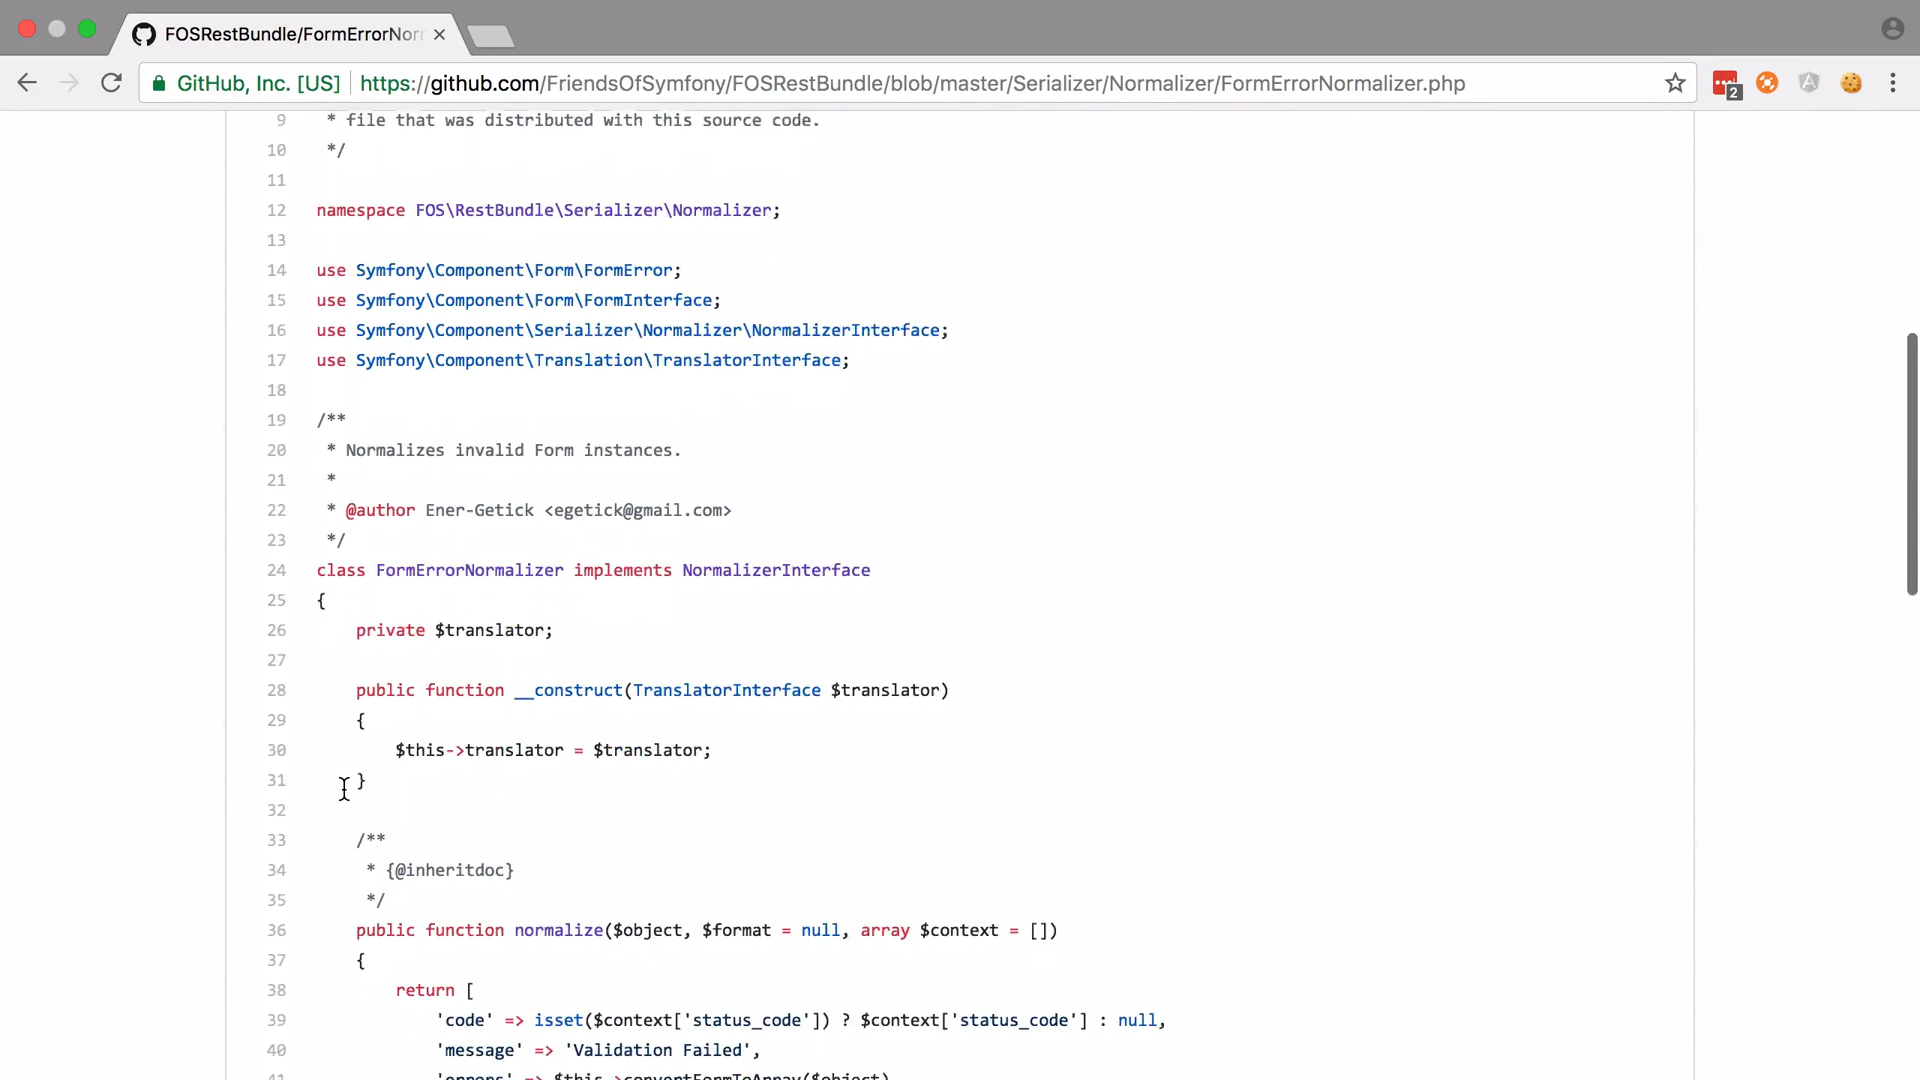 FOSRestBundle/FormErrorNor
GitHub, Inc. [US] | https://github.com/FriendsOfSymfony/FOSRestBundle/blob/master/Serializer/Normalizer/FormErrorNormalizer.php
2
9 * file that was distributed with this source code.
10 */
11
12 namespace FOS\RestBundle\Serializer\Normalizer;
13
14 use Symfony\Component\Form\FormError;
15 use Symfony\Component\Form\FormInterface;
16 use Symfony\Component\Serializer\Normalizer\NormalizerInterface;
17 use Symfony\Component\Translation\TranslatorInterface;
18
19 /**
20 * Normalizes invalid Form instances.
21 *
22 * @author Ener-Getick <egetick@gmail.com>
23 */
24 class FormErrorNormalizer implements NormalizerInterface
25 {
26 private $translator;
27
28 public function __construct(TranslatorInterface $translator)
29 {
30 $this->translator = $translator;
31 }
32
33 /**
34 * {@inheritdoc}
35 */
36 public function normalize($object, $format = null, array $context = [])
37 {
38 return [
39 'code' => isset($context['status_code']) ? $context['status_code'] : null,
40 'message' => 'Validation Failed',
41 'errors' => $this->convertFormToArray($object),